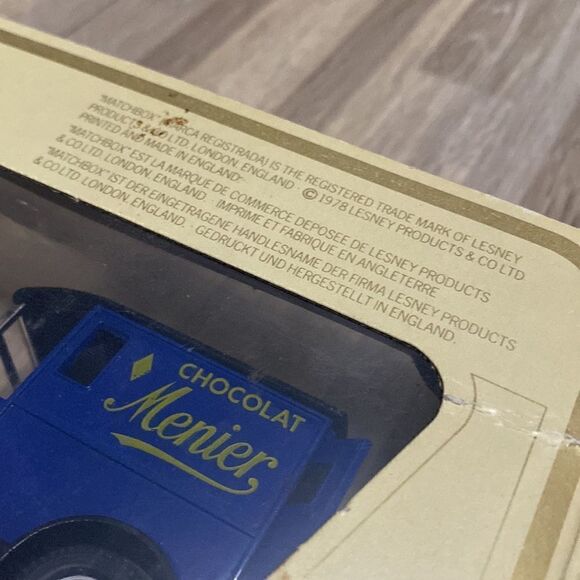 "MATCHBOX" (MARCA REGISTRADA) IS THE REGISTERED TRADE MARK OF LESNEY
PRODUCTS & CO LTD. LONDON, ENGLAND © 1978 LESNEY PRODUCTS & CO LTD
PRINTED AND MADE IN ENGLAND-
"MATCHBOX" EST LA MARQUE DE COMMERCE DEPOSEE DE LESNEY PRODUCTS
& CO LTD. LONDON, ENGLAND IMPRIME ET FABRIQUE EN ANGLETERRE
"MATCHBOX" IST DER EINGETRAGENE HANDLESNAME DER FIRMA LESNEY PRODUCTS
& CO LTD. LONDON, ENGLAND. · GEDRUCKT UND HERGESTELLT IN ENGLAND.
CHOCOLAT
Menier